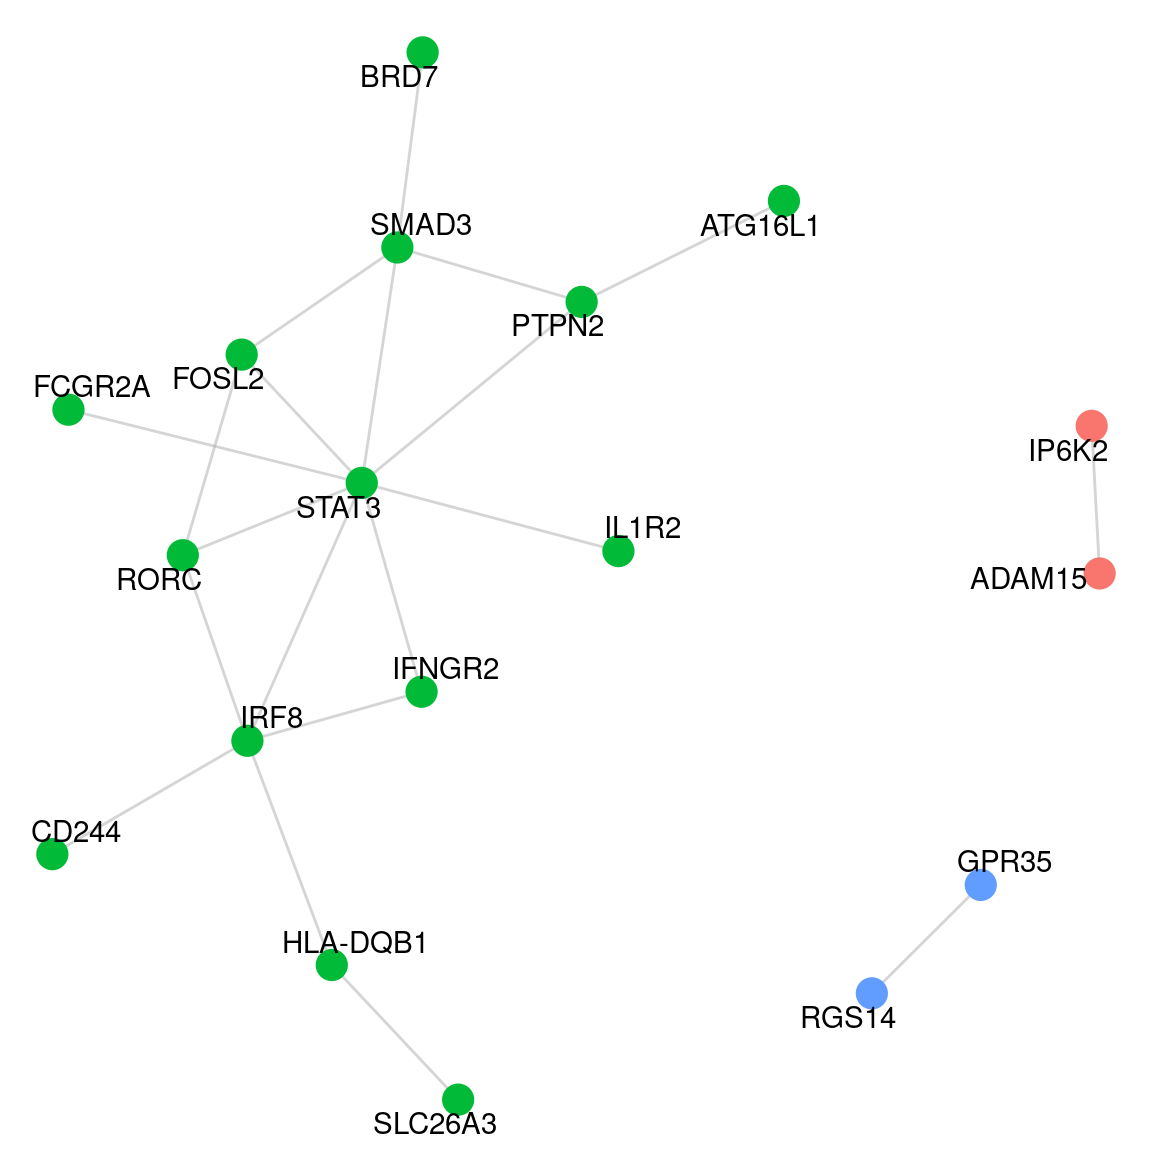 BRD7
SMAD3
ATG16L1
PTPN2
FOSL2
FCGR2A
IP6K2
STAT3
IL1R2
RORC
ADAM15
IFNGR2
IRF8
CD244
GPR35
HLA-DQB1
RGS14
SLC26A3